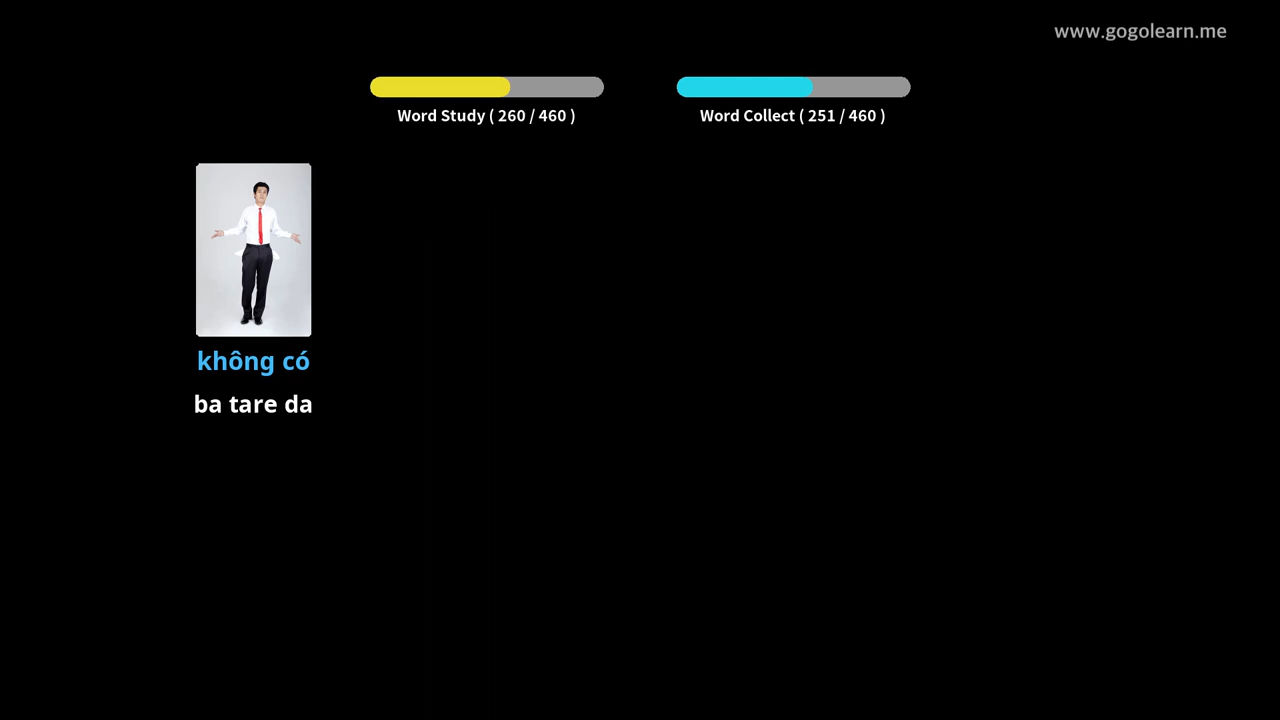 www.gogolearn.me
Word Study ( 260 / 460 )
Word Collect ( 251 / 460 )
không có
ba tare da